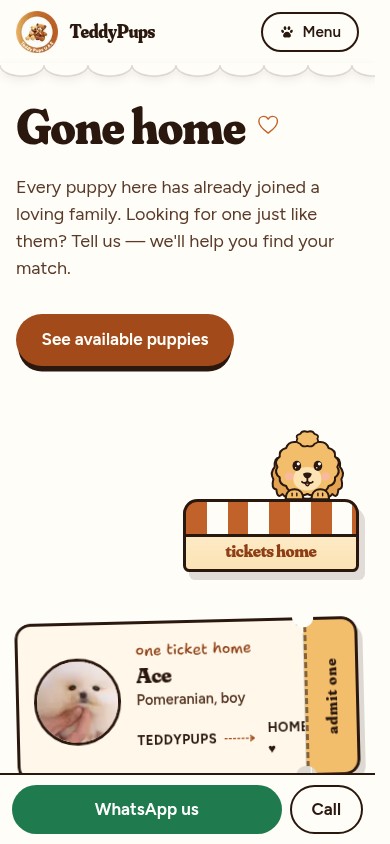 TeddyPups
Menu
Gone home
Every puppy here has already joined a
loving family. Looking for one just like
them? Tell us — we'll help you find your
match.
See available puppies
tickets home
one ticket home
Ace
Pomeranian, boy
TEDDYPUPS
HOME
♥
admit one
WhatsApp us
Call